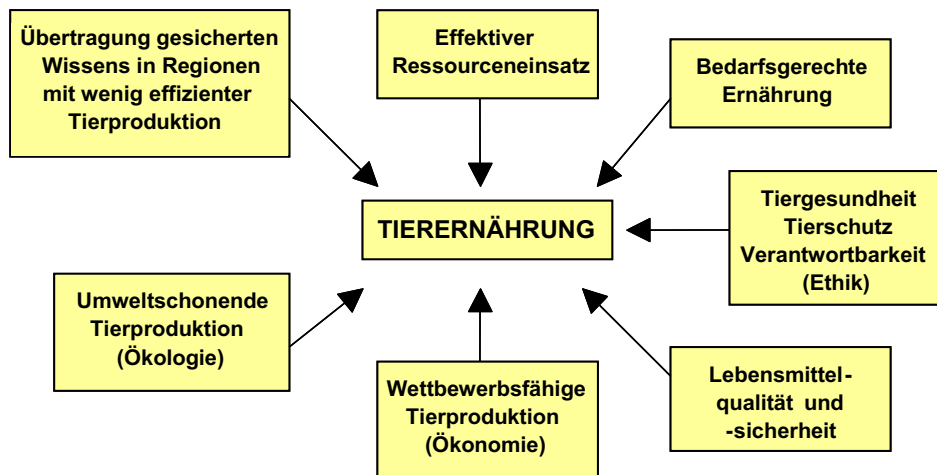 Übertragung gesicherten
Wissens in Regionen
mit wenig effizienter
Tierproduktion
Effektiver
Ressourceneinsatz
Bedarfsgerechte
Ernährung
TIERERNÄHRUNG
Tiergesundheit
Tierschutz
Verantwortbarkeit
(Ethik)
Umweltschonende
Tierproduktion
(Ökologie)
Wettbewerbsfähige
Tierproduktion
(Ökonomie)
Lebensmittel-
qualität und
-sicherheit